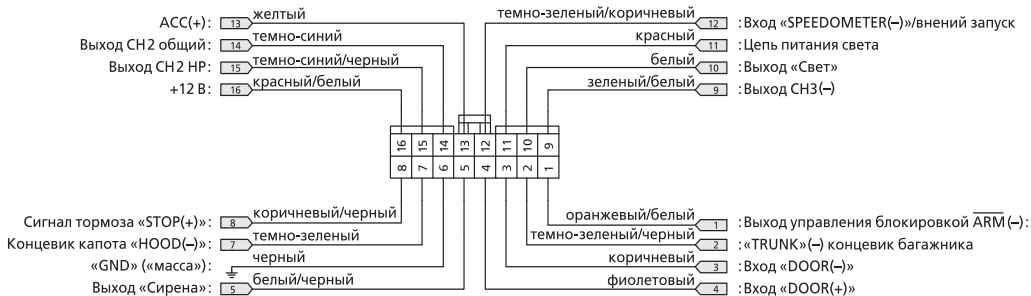 ACC(+): 13 желтый
Выход CH2 общий: 14 темно-синий
Выход CH2 HP: 15 темно-синий/черный
+12 В: 16 красный/белый
темно-зеленый/коричневый 12 :Вход «SPEEDOMETER(–)»/внений запуск
красный 11 :Цепь питания света
белый 10 :Выход «Свет»
зеленый/белый 9 :Выход CH3(–)
16 15 14 13 12 11 10 9
8 7 6 5 4 3 2 1
Сигнал тормоза «STOP(+)»: 8 коричневый/черный
Концевик капота «HOOD(–)»: 7 темно-зеленый
«GND» («масса»): черный
Выход «Сирена»: 5 белый/черный
оранжевый/белый 1 :Выход управления блокировкой ARM(–):
темно-зеленый/черный 2 :«TRUNK»(–) концевик багажника
коричневый 3 :Вход «DOOR(–)»
фиолетовый 4 :Вход «DOOR(+)»